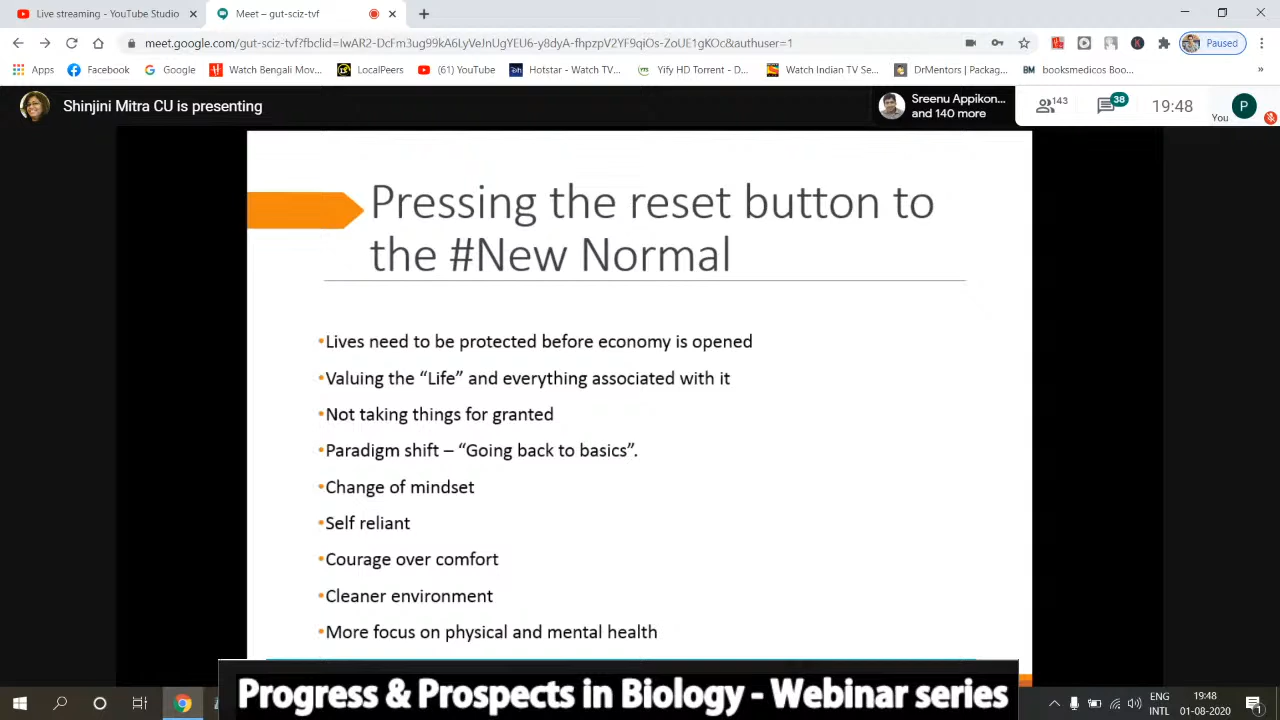 Live streaming - YouTube Studio
Meet – gut-sciz-tvf
meet.google.com/gut-sciz-tvf?fbclid=IwAR2-DcFm3ug99kA6LyVeJnUgYtU6-y8dyA-fhpzpV2YF9qiOs-ZoUE1gKOc&authuser=1
Paused
Apps
Facebook
Google
Watch Bengali Mov...
LocalPeers
(61) YouTube
Hotstar - Watch TV...
Yify HD Torrent - D...
Watch Indian TV Se...
DrMentors | Packag...
BM booksmedicos Boo...
»
Shinjini Mitra CU is presenting
Sreenu Appikon...
and 140 more
143
38
19:48
You
P
Pressing the reset button to
the #New Normal
•Lives need to be protected before economy is opened
•Valuing the “Life” and everything associated with it
•Not taking things for granted
•Paradigm shift – “Going back to basics”.
•Change of mindset
•Self reliant
•Courage over comfort
•Cleaner environment
•More focus on physical and mental health
Progress & Prospects in Biology - Webinar series
ENG
INTL
19:48
01-08-2020